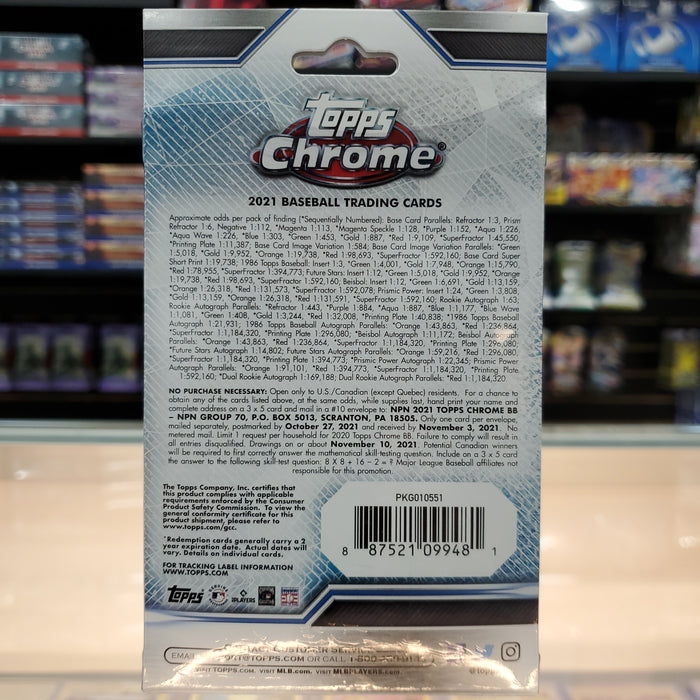 Topps
Chrome®
2021 BASEBALL TRADING CARDS
Approximate odds per pack of finding (*Sequentially Numbered): Base Card Parallels: Refractor 1:3, Prism
Refractor 1:6, Negative 1:112, *Magenta 1:113, *Magenta Speckle 1:128, *Purple 1:152, *Aqua 1:226,
*Aqua Wave 1:226, *Blue 1:303, *Green 1:453, *Gold 1:887, *Red 1:9,109, *SuperFractor 1:45,550,
*Printing Plate 1:11,387; Base Card Image Variation 1:584; Base Card Image Variation Parallels: *Green
1:5,018, *Gold 1:9,952, *Orange 1:19,738, *Red 1:98,693, *SuperFractor 1:592,160; Base Card Super
Short Print 1:19,738; 1986 Topps Baseball: Insert 1:3, *Green 1:4,001, *Gold 1:7,948, *Orange 1:15,790,
*Red 1:78,955, *SuperFractor 1:394,773; Future Stars: Insert 1:12, *Green 1:5,018, *Gold 1:9,952, *Orange
1:19,738, *Red 1:98,693, *SuperFractor 1:592,160; Beisbol: Insert 1:12, *Green 1:6,691, *Gold 1:13,159,
*Orange 1:26,318, *Red 1:131,573, *SuperFractor 1:592,078; Prismic Power: Insert 1:24, *Green 1:3,808,
*Gold 1:13,159, *Orange 1:26,318, *Red 1:131,591, *SuperFractor 1:592,160; Rookie Autograph 1:63;
Rookie Autograph Parallels: *Refractor 1:443, *Purple 1:884, *Aqua 1:, *Blue 1:1,177, *Blue Wave
1:1,081, *Green 1:408, *Gold 1:3,244, *Red 1:32,008, *Printing Plate 1:40,838; *1986 Topps Baseball
Autograph 1:21,931; 1986 Topps Baseball Autograph Parallels: *Orange 1:43,863, *Red 1:236,864,
*SuperFractor 1:1,184,320, *Printing Plate 1:296,080; *Beisbol Autograph 1:11,172; Beisbol Autograph
Parallels: *Orange 1:43,863, *Red 1:236,864, *SuperFractor 1:1,184,320, *Printing Plate 1:296,080;
*Future Stars Autograph 1:14,802; Future Stars Autograph Parallels: *Orange 1:59,216, *Red 1:296,080,
*SuperFractor 1:1,184,320, *Printing Plate 1:394,773; *Prismic Power Autograph 1:22,345; Prismic Power
Autograph Parallels: *Orange 1:91,101, *Red 1:394,773, *SuperFractor 1:1,184,320, *Printing Plate
1:592,160; *Dual Rookie Autograph 1:169,188; Dual Rookie Autograph Parallels: *Red 1:1,184,320,
NO PURCHASE NECESSARY: Open only to U.S./Canadian (except Quebec) residents. For a chance to
obtain any of the cards listed above, at the same odds, while supplies last, hand print your name and
complete address on a 3 x 5 card and mail in a #10 envelope to: NPN 2021 TOPPS CHROME BB
– NPN GROUP 70, P.O. BOX 5013, SCRANTON, PA 18505. Only one card per envelope,
mailed separately, postmarked by October 27, 2021 and received by November 3, 2021. No
metered mail. Limit 1 request per household for 2020 Topps Chrome BB. Failure to comply will result in
all entries disqualified. Drawings on or about November 10, 2021. Potential Canadian winners
will be required to first correctly answer the mathematical skill-testing question. Include on a 3 x 5 card
the answer to the following skill-test question: 8 X 8 + 16 – 2 = ? Major League Baseball affiliates not
responsible for this promotion.
The Topps Company, Inc. certifies that
this product complies with applicable
requirements enforced by the Consumer
Product Safety Commission. To view the
general conformity certificate for this
product shipment, please refer to
www.topps.com/gcc.
*Redemption cards generally carry a 2
year expiration date. Actual dates will
vary. Details on individual cards.
FOR TRACKING LABEL INFORMATION
WWW.TOPPS.COM
PKG010551
8 87521 09948 1
Topps
PLAYERS
CUSTOMER SERVICE
TOPPS.COM OR CALL 1-800
VISIT TOPPS.COM. VISIT MLB.COM. VISIT MLBPLAYERS.COM.